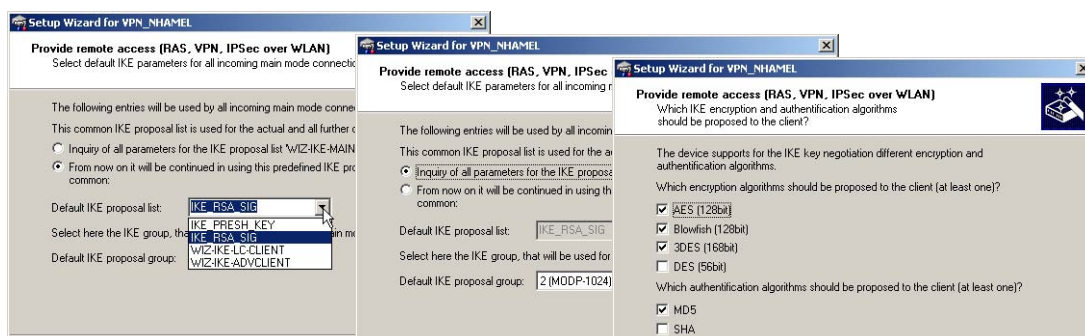 Setup Wizard for VPN_NHAMEL
Provide remote access (RAS, VPN, IPSec over WLAN)
Select default IKE parameters for all incoming main mode connectio
The following entries will be used by all incoming main mode conne
This common IKE proposal list is used for the actual and all further c
Inquiry of all parameters for the IKE proposal list 'WIZ-IKE-MAIN
From now on it will be continued in using this predefined IKE pro
common:
Default IKE proposal list: IKE_RSA_SIG
IKE_PRESH_KEY
IKE_RSA_SIG
WIZ-IKE-LC-CLIENT
WIZ-IKE-ADVCLIENT
Select here the IKE group, tha
in mo
Default IKE proposal group:
Setup Wizard for VPN_NHAMEL
Provide remote access (RAS, VPN, IPSec
Select default IKE parameters for all incoming m
The following entries will be used by all incomin
This common IKE proposal list is used for the a
Inquiry of all parameters for the IKE proposa
From now on it will be continued in using th
common:
Default IKE proposal list: IKE_RSA_SIG
Select here the IKE group, that will be used for
Default IKE proposal group: 2 (MODP-1024)
Setup Wizard for VPN_NHAMEL
Provide remote access (RAS, VPN, IPSec over WLAN)
Which IKE encryption and authentification algorithms
should be proposed to the client?
The device supports for the IKE key negotiation different encryption and
authentification algorithms.
Which encryption algorithms should be proposed to the client (at least one)?
AES (128bit)
Blowfish (128bit)
3DES (168bit)
DES (56bit)
Which authentification algorithms should be proposed to the client (at least one)?
MD5
SHA